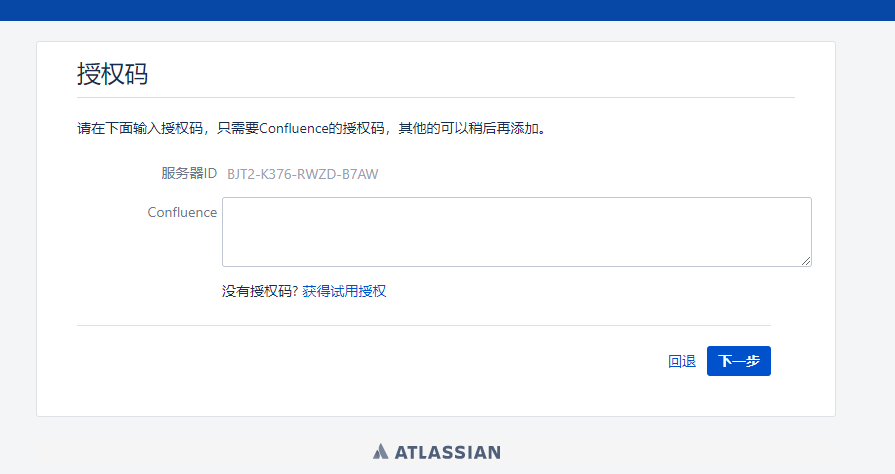 授权码
请在下面输入授权码，只需要Confluence的授权码，其他的可以稍后再添加。
服务器ID BJT2-K376-RWZD-B7AW
Confluence
没有授权码? 获得试用授权
回退 下一步
ATLASSIAN